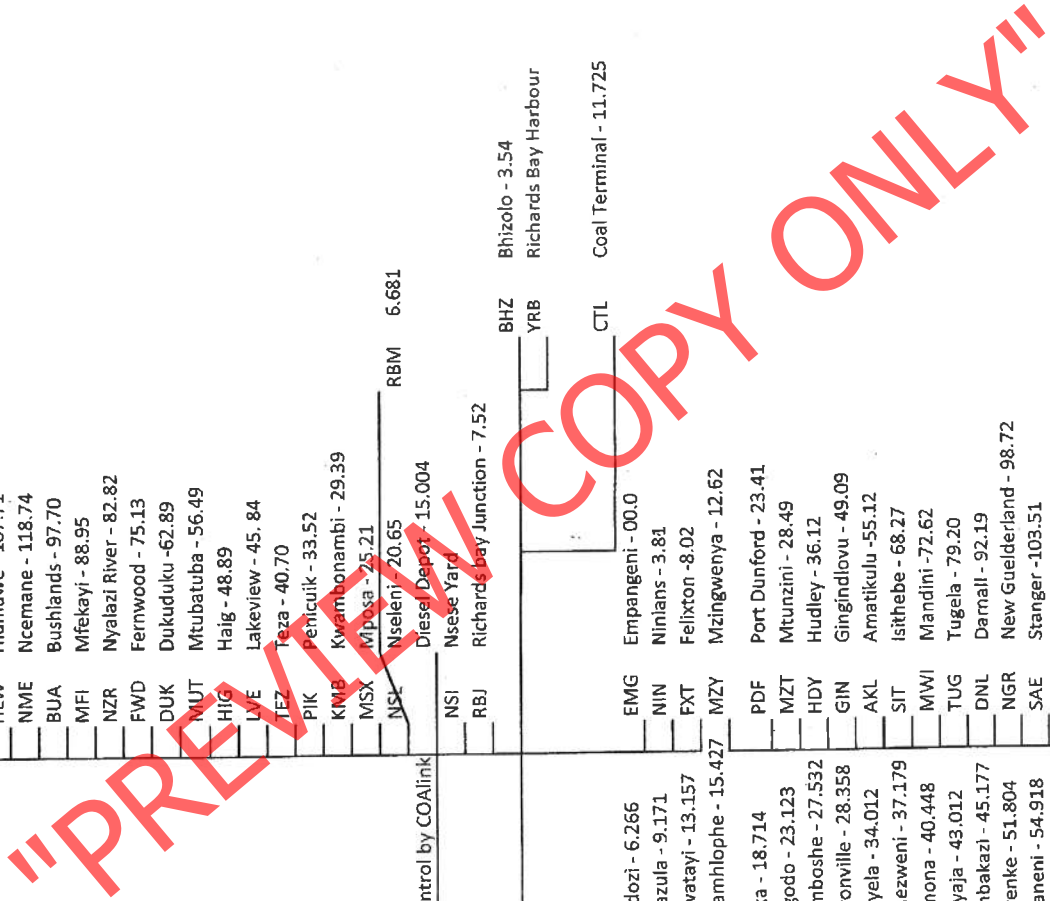 Hluhluwe - 107.71
NME Ncemane - 118.74
BUA Bushlands - 97.70
MFI Mfekayi - 88.95
NZR Nyalazi River - 82.82
FWD Fernwood - 75.13
DUK Dukuduku -62.89
MUT Mtubatuba - 56.49
HIG Haig - 48.89
LVE Lakeview - 45. 84
TEZ Teza - 40.70
PIK Penicuik - 33.52
KMB Kwambonambi - 29.39
MSX Mposa - 25.21
NSL Nseleni - 20.65
RBM 6.681
ntrol by COAlink
Diesel Depot - 15.004
NSI Nsese Yard
RBJ Richards bay Junction - 7.52
BHZ Bhizolo - 3.54
YRB Richards Bay Harbour
CTL Coal Terminal - 11.725
dozi - 6.266 EMG Empangeni - 00.0
azula - 9.171 NIN Ninians - 3.81
vatayi - 13.157 FXT Felixton -8.02
amhlophe - 15.427 MZY Mzingwenya - 12.62
a - 18.714 PDF Port Dunford - 23.41
godo - 23.123 MZT Mtunzini - 28.49
mboshe - 27.532 HDY Hudley - 36.12
onville - 28.358 GIN Gingindlovu - 49.09
yela - 34.012 AKL Amatikulu -55.12
ezweni - 37.179 SIT Isithebe - 68.27
nona - 40.448 MWI Mandini -72.62
yaja - 43.012 TUG Tugela - 79.20
nbakazi - 45.177 DNL Darnall - 92.19
enke - 51.804 NGR New Guelderland - 98.72
aneni - 54.918 SAE Stanger -103.51
"PREVIEW COPY ONLY"